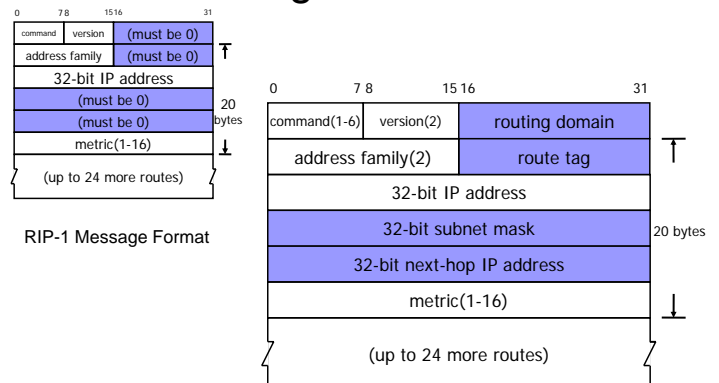 0 7 8 15 16 31
command version (must be 0)
address family (must be 0)
32-bit IP address
(must be 0)
(must be 0)
20
bytes
metric(1-16)
(up to 24 more routes)
RIP-1 Message Format
0 7 8 15 16 31
command(1-6) version(2) routing domain
address family(2) route tag
32-bit IP address
32-bit subnet mask
20 bytes
32-bit next-hop IP address
metric(1-16)
(up to 24 more routes)